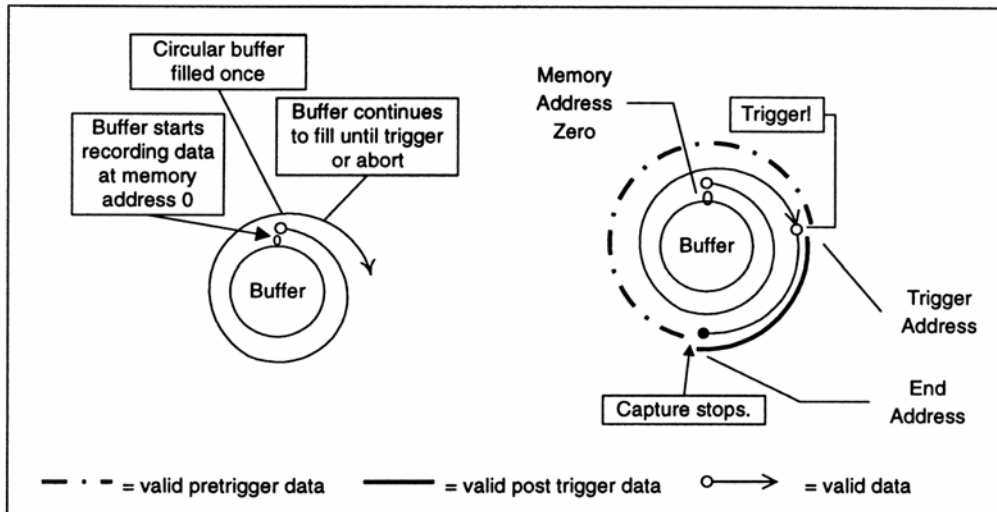 Circular buffer
filled once
Buffer continues
to fill until trigger
or abort
Buffer starts
recording data
at memory
address 0
0
Buffer
Memory
Address
Zero
Trigger!
0
Buffer
Trigger
Address
End
Address
Capture stops.
= valid pretrigger data
= valid post trigger data
= valid data